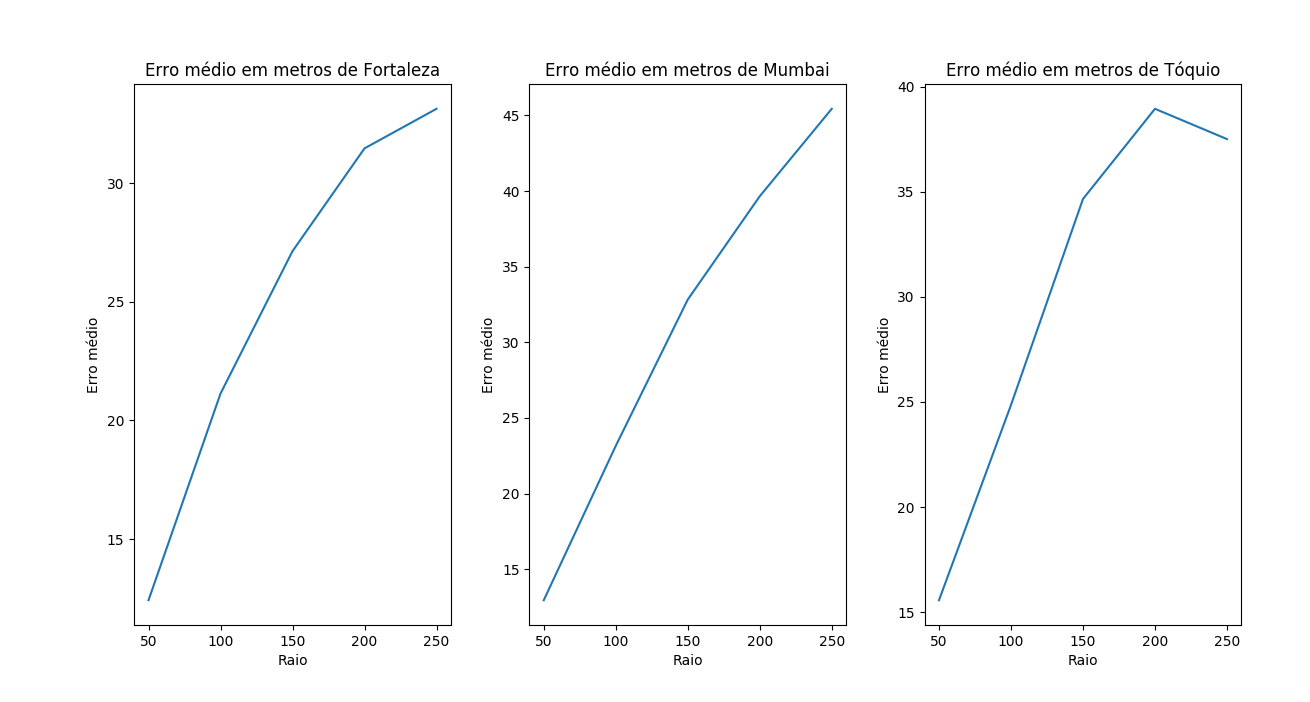 Erro médio em metros de Fortaleza
Erro médio
30
25
20
15
50 100 150 200 250
Raio
Erro médio em metros de Mumbai
Erro médio
45
40
35
30
25
20
15
50 100 150 200 250
Raio
Erro médio em metros de Tóquio
Erro médio
40
35
30
25
20
15
50 100 150 200 250
Raio